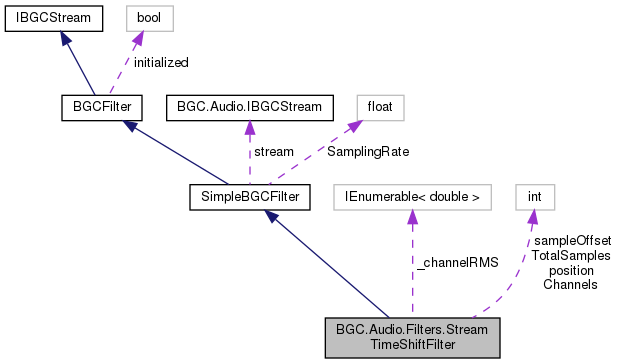 IBGCStream
bool
initialized
BGCFilter
BGC.Audio.IBGCStream
float
stream
SamplingRate
SimpleBGCFilter
IEnumerable< double >
int
_channelRMS
sampleOffset
TotalSamples
position
Channels
BGC.Audio.Filters.Stream
TimeShiftFilter